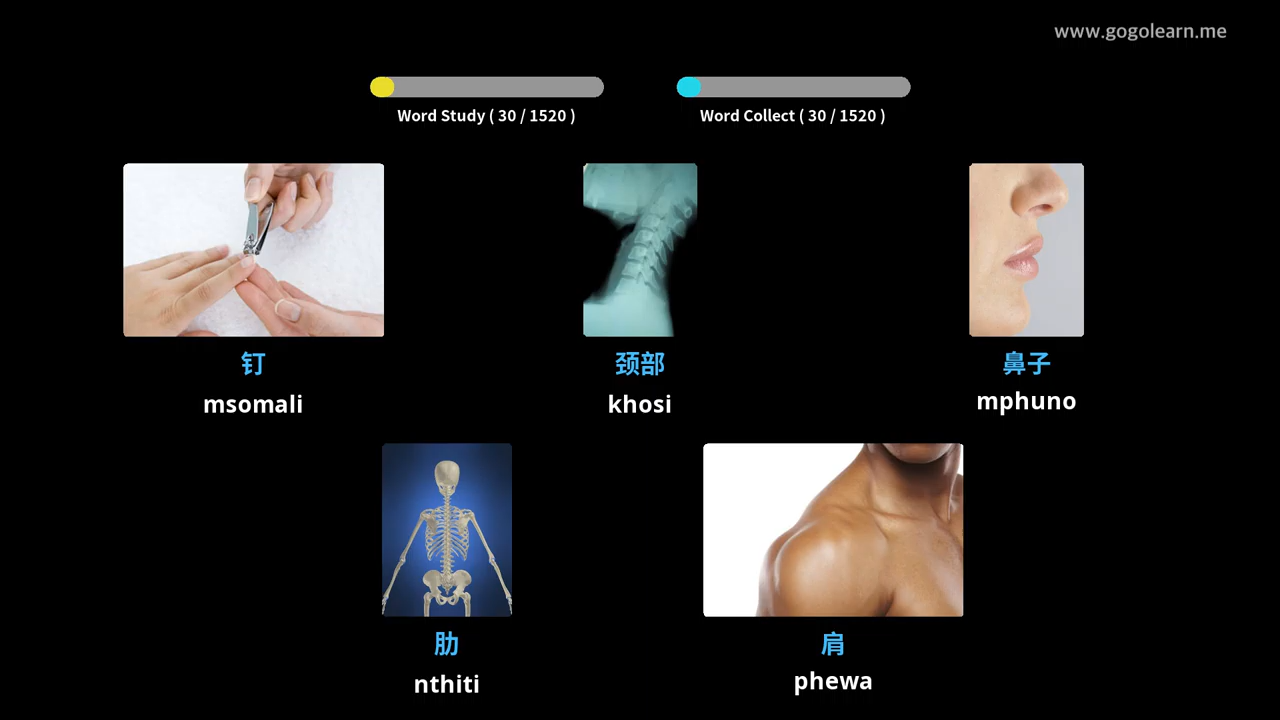 www.gogolearn.me
Word Study ( 30 / 1520 )
Word Collect ( 30 / 1520 )
钉
msomali
颈部
khosi
鼻子
mphuno
肋
nthiti
肩
phewa